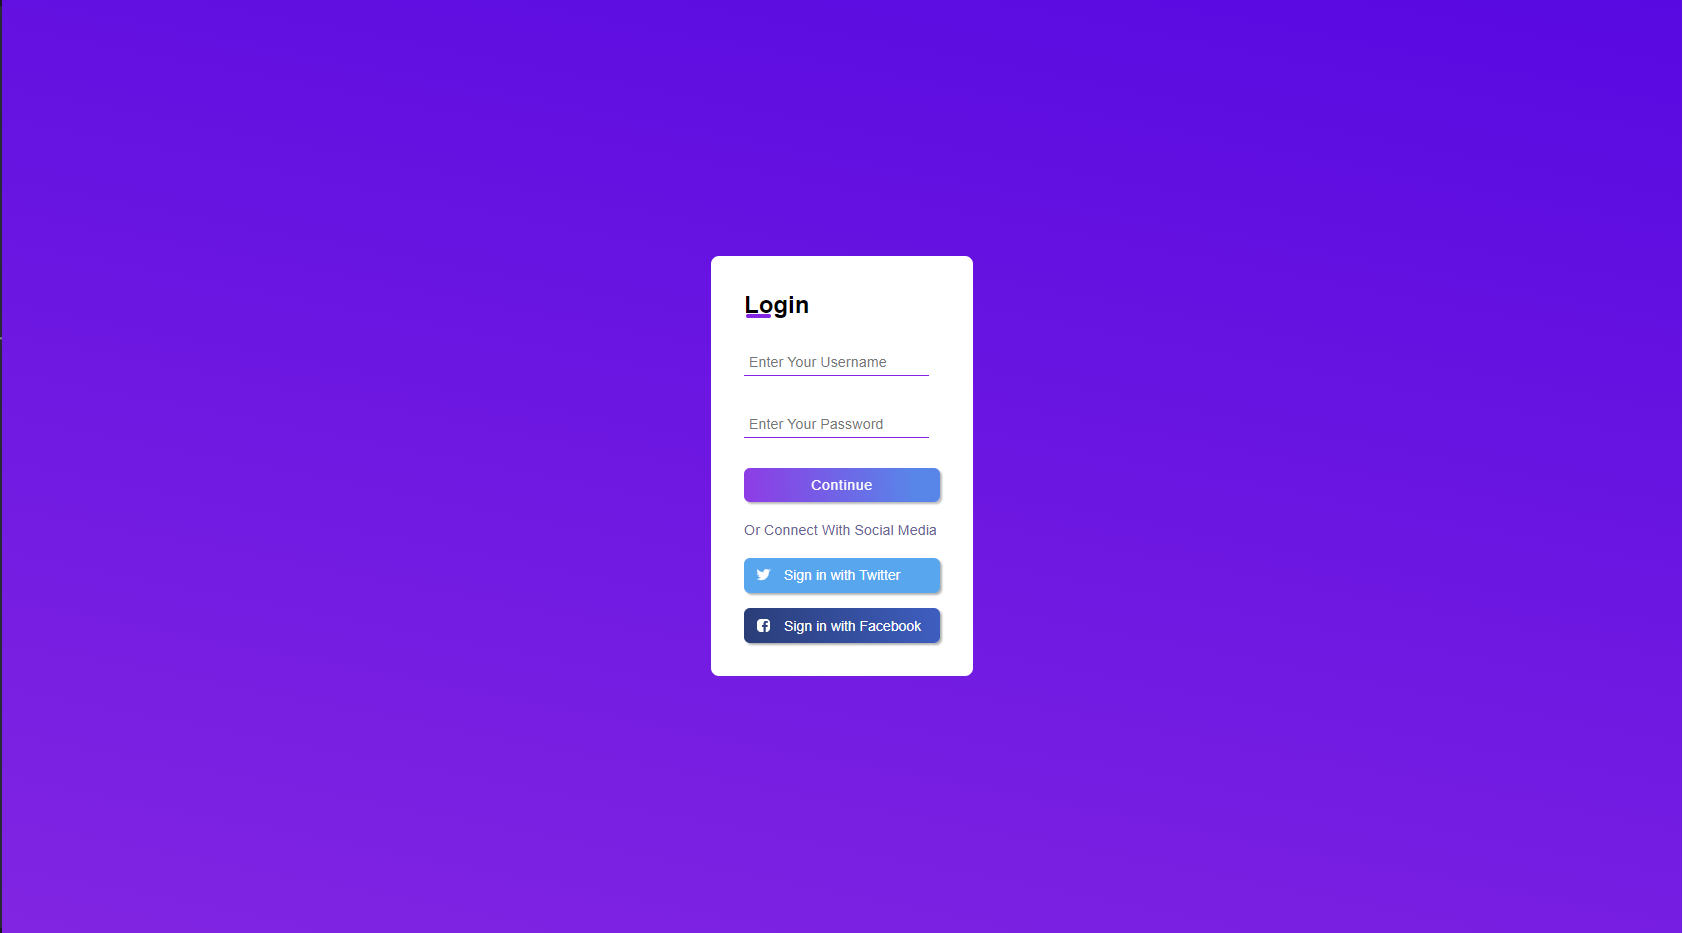 Login
Enter Your Username
Enter Your Password
Continue
Or Connect With Social Media
Sign in with Twitter
Sign in with Facebook